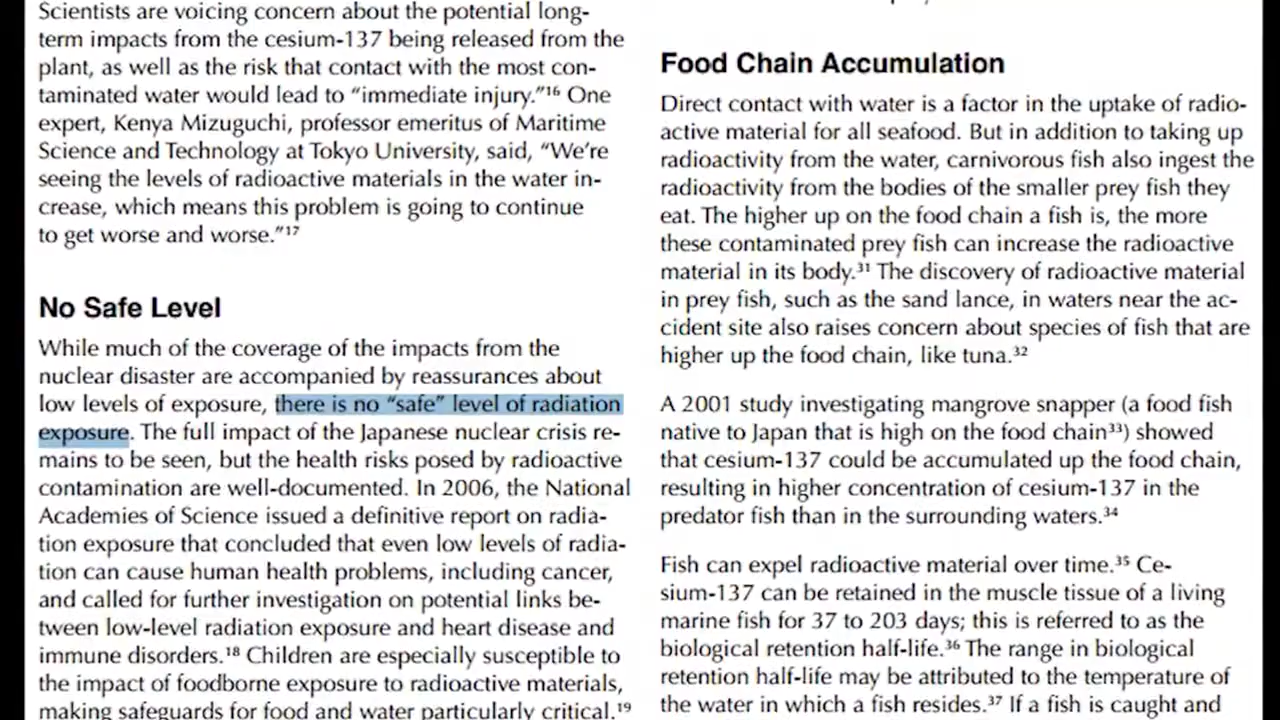 Scientists are voicing concern about the potential long-
term impacts from the cesium-137 being released from the
plant, as well as the risk that contact with the most con-
taminated water would lead to “immediate injury.”¹⁶ One
expert, Kenya Mizuguchi, professor emeritus of Maritime
Science and Technology at Tokyo University, said, “We’re
seeing the levels of radioactive materials in the water in-
crease, which means this problem is going to continue
to get worse and worse.”¹⁷
No Safe Level
While much of the coverage of the impacts from the
nuclear disaster are accompanied by reassurances about
low levels of exposure, there is no “safe” level of radiation
exposure. The full impact of the Japanese nuclear crisis re-
mains to be seen, but the health risks posed by radioactive
contamination are well-documented. In 2006, the National
Academies of Science issued a definitive report on radia-
tion exposure that concluded that even low levels of radia-
tion can cause human health problems, including cancer,
and called for further investigation on potential links be-
tween low-level radiation exposure and heart disease and
immune disorders.¹⁸ Children are especially susceptible to
the impact of foodborne exposure to radioactive materials,
making safeguards for food and water particularly critical.¹⁹
Food Chain Accumulation
Direct contact with water is a factor in the uptake of radio-
active material for all seafood. But in addition to taking up
radioactivity from the water, carnivorous fish also ingest the
radioactivity from the bodies of the smaller prey fish they
eat. The higher up on the food chain a fish is, the more
these contaminated prey fish can increase the radioactive
material in its body.³¹ The discovery of radioactive material
in prey fish, such as the sand lance, in waters near the ac-
cident site also raises concern about species of fish that are
higher up the food chain, like tuna.³²
A 2001 study investigating mangrove snapper (a food fish
native to Japan that is high on the food chain³³) showed
that cesium-137 could be accumulated up the food chain,
resulting in higher concentration of cesium-137 in the
predator fish than in the surrounding waters.³⁴
Fish can expel radioactive material over time.³⁵ Ce-
sium-137 can be retained in the muscle tissue of a living
marine fish for 37 to 203 days; this is referred to as the
biological retention half-life.³⁶ The range in biological
retention half-life may be attributed to the temperature of
the water in which a fish resides.³⁷ If a fish is caught and